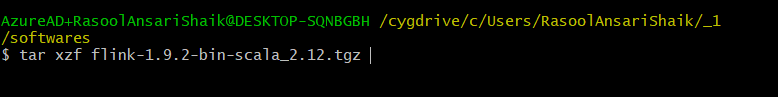 AzureAD+RasoolAnsariShaik@DESKTOP-SQNBGBH /cygdrive/c/Users/RasoolAnsariShaik/_1
/softwares
$ tar xzf flink-1.9.2-bin-scala_2.12.tgz